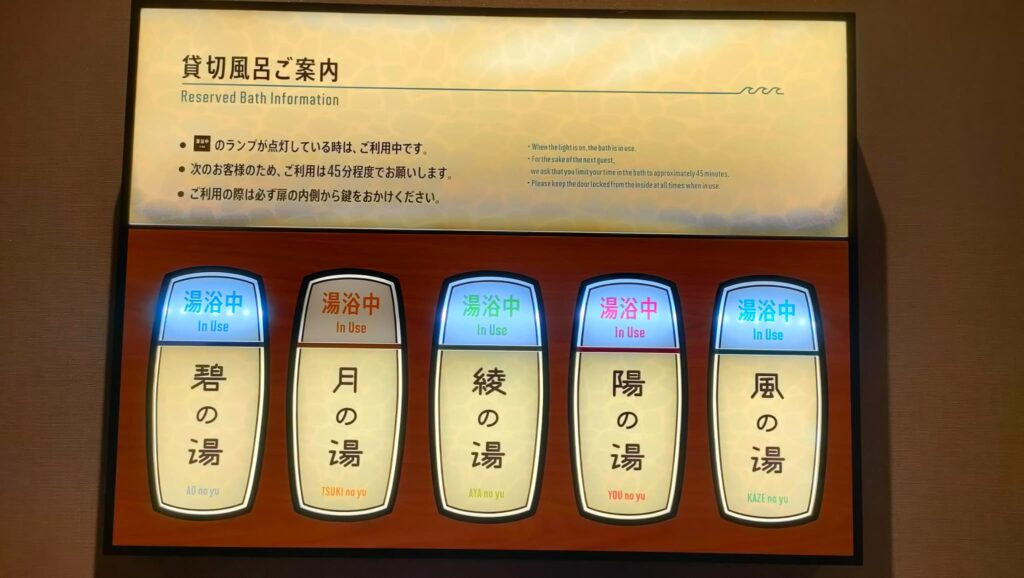 貸切風呂ご案内
Reserved Bath Information
● 湯浴中 のランプが点灯している時は、ご利用中です。
● 次のお客様のため、ご利用は45分程度でお願いします。
● ご利用の際は必ず扉の内側から鍵をおかけください。
・When the light is on, the bath is in use.
・For the sake of the next guest,
we ask that you limit your time in the bath to approximately 45 minutes.
・Please keep the door locked from the inside at all times when in use.
湯浴中
In Use
碧の湯
AO no yu
湯浴中
In Use
月の湯
TSUKI no yu
湯浴中
In Use
綾の湯
AYA no yu
湯浴中
In Use
陽の湯
YOU no yu
湯浴中
In Use
風の湯
KAZE no yu